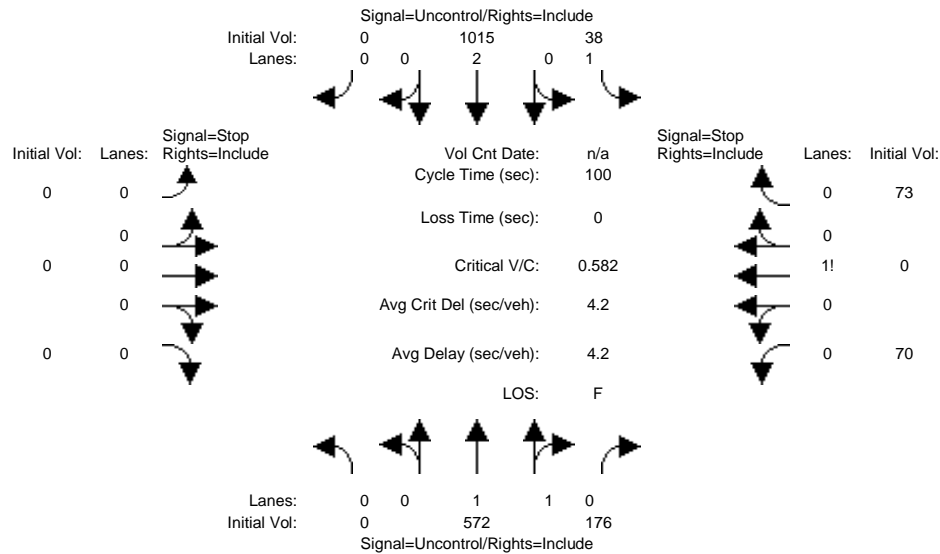 Signal=Uncontrol/Rights=Include
Initial Vol: 0 1015 38
Lanes: 0 0 2 0 1
Signal=Stop
Initial Vol: Lanes: Rights=Include
Vol Cnt Date: n/a
Signal=Stop
Rights=Include Lanes: Initial Vol:
Cycle Time (sec): 100
0 0
0 73
Loss Time (sec): 0
0
0
0 0
Critical V/C: 0.582
1! 0
0
Avg Crit Del (sec/veh): 4.2
0
0 0
Avg Delay (sec/veh): 4.2
0 70
LOS: F
Lanes: 0 0 1 1 0
Initial Vol: 0 572 176
Signal=Uncontrol/Rights=Include